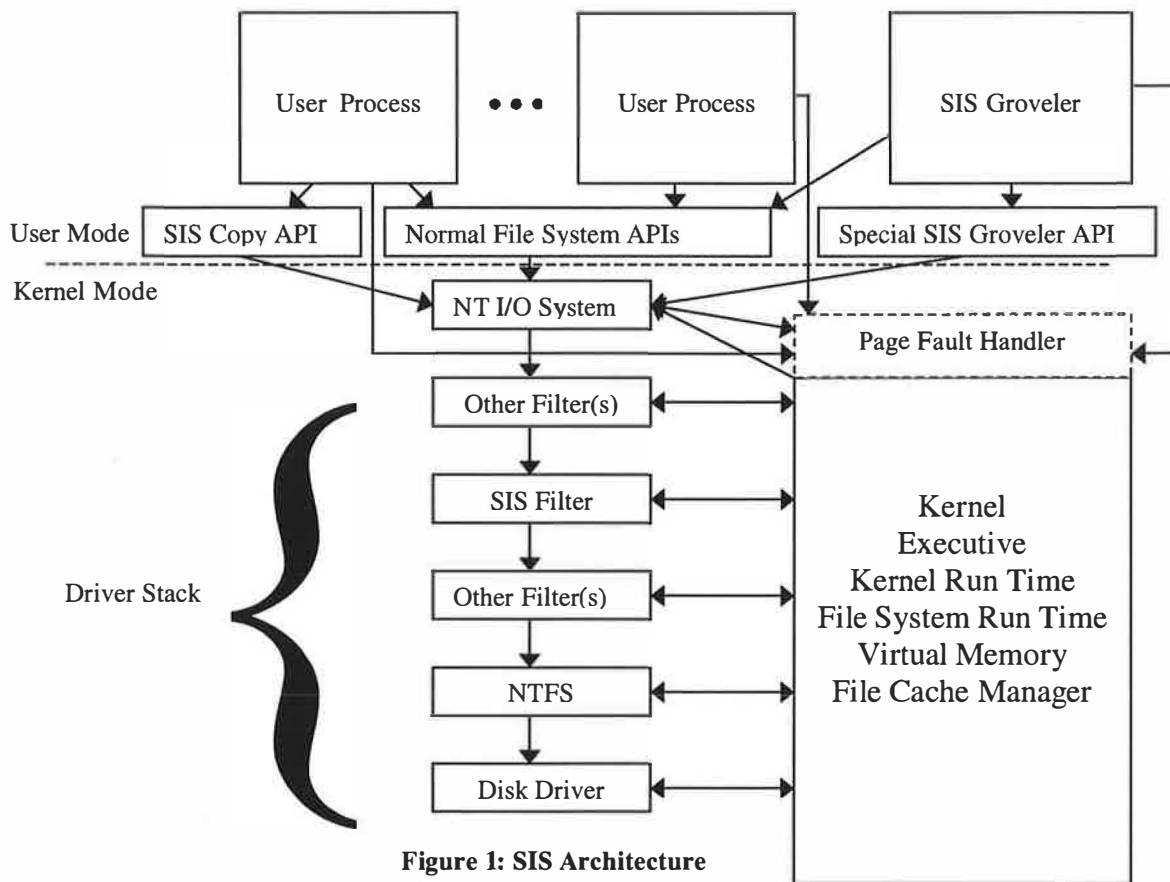 User Process
User Process
SIS Groveler
User Mode
SIS Copy API
Normal File System APIs
Special SIS Groveler API
Kernel Mode
NT I/O System
Page Fault Handler
Other Filter(s)
SIS Filter
Other Filter(s)
NTFS
Disk Driver
Driver Stack
Kernel
Executive
Kernel Run Time
File System Run Time
Virtual Memory
File Cache Manager
Figure 1: SIS Architecture